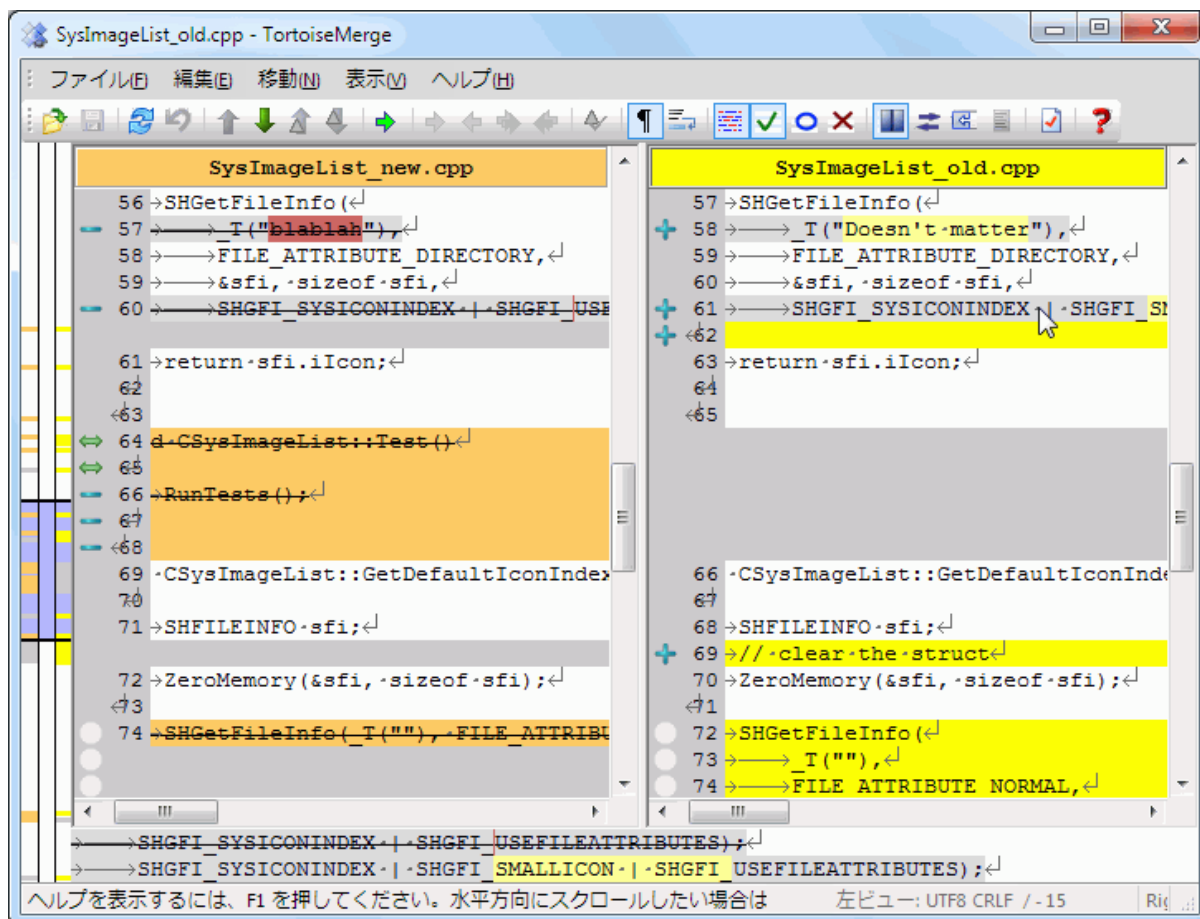 SysImageList_old.cpp - TortoiseMerge
ファイル(F) 編集(E) 移動(N) 表示(V) ヘルプ(H)
SysImageList_new.cpp
56 →SHGetFileInfo(↵
57 →——→_T("blablah"),↵
58 →——→FILE_ATTRIBUTE_DIRECTORY,↵
59 →——→&sfi,·sizeof·sfi,↵
60 →——→SHGFI_SYSICONINDEX·|·SHGFI_USE
61 →return·sfi.iIcon;↵
62
63
64 d·CSysImageList::Test()↵
65
66 →RunTests();↵
67
68
69 ·CSysImageList::GetDefaultIconIndex
70
71 →SHFILEINFO·sfi;↵
72 →ZeroMemory(&sfi,·sizeof·sfi);↵
73
74 →SHGetFileInfo(_T(""),·FILE_ATTRIBU
SysImageList_old.cpp
57 →SHGetFileInfo(↵
58 →——→_T("Doesn't·matter"),↵
59 →——→FILE_ATTRIBUTE_DIRECTORY,↵
60 →——→&sfi,·sizeof·sfi,↵
61 →——→SHGFI_SYSICONINDEX·|·SHGFI_SM
62
63 →return·sfi.iIcon;↵
64
65
66 ·CSysImageList::GetDefaultIconInde
67
68 →SHFILEINFO·sfi;↵
69 →//·clear·the·struct↵
70 →ZeroMemory(&sfi,·sizeof·sfi);↵
71
72 →SHGetFileInfo(↵
73 →——→_T(""),↵
74 →——→FILE_ATTRIBUTE_NORMAL,↵
→——→SHGFI_SYSICONINDEX·|·SHGFI_USEFILEATTRIBUTES);↵
→——→SHGFI_SYSICONINDEX·|·SHGFI_SMALLICON·|·SHGFI_USEFILEATTRIBUTES);↵
ヘルプを表示するには、F1 を押してください。水平方向にスクロールしたい場合は 左ビュー: UTF8 CRLF / - 15 Rig